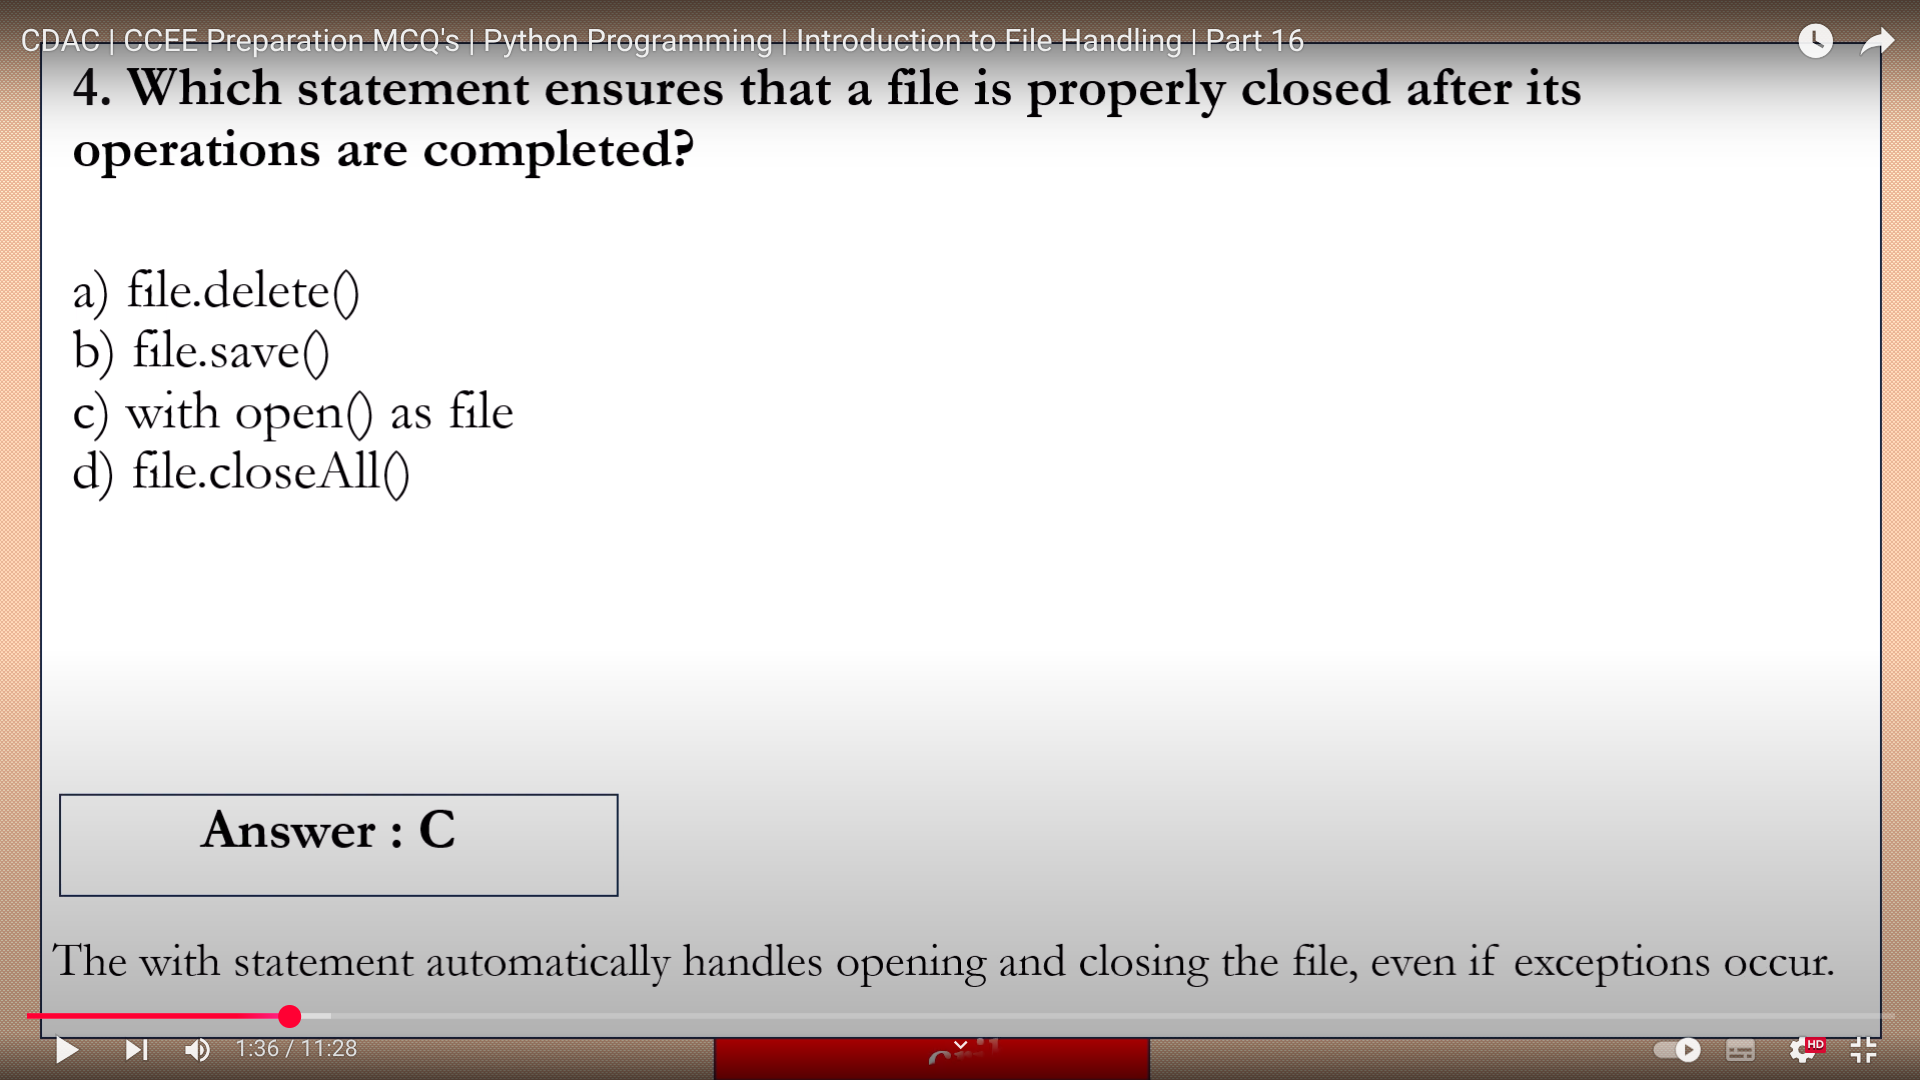 CDAC | CCEE Preparation MCQ's | Python Programming | Introduction to File Handling | Part 16
4. Which statement ensures that a file is properly closed after its
operations are completed?
a) file.delete()
b) file.save()
c) with open() as file
d) file.closeAll()
Answer : C
The with statement automatically handles opening and closing the file, even if exceptions occur.
1:36 / 11:28
HD